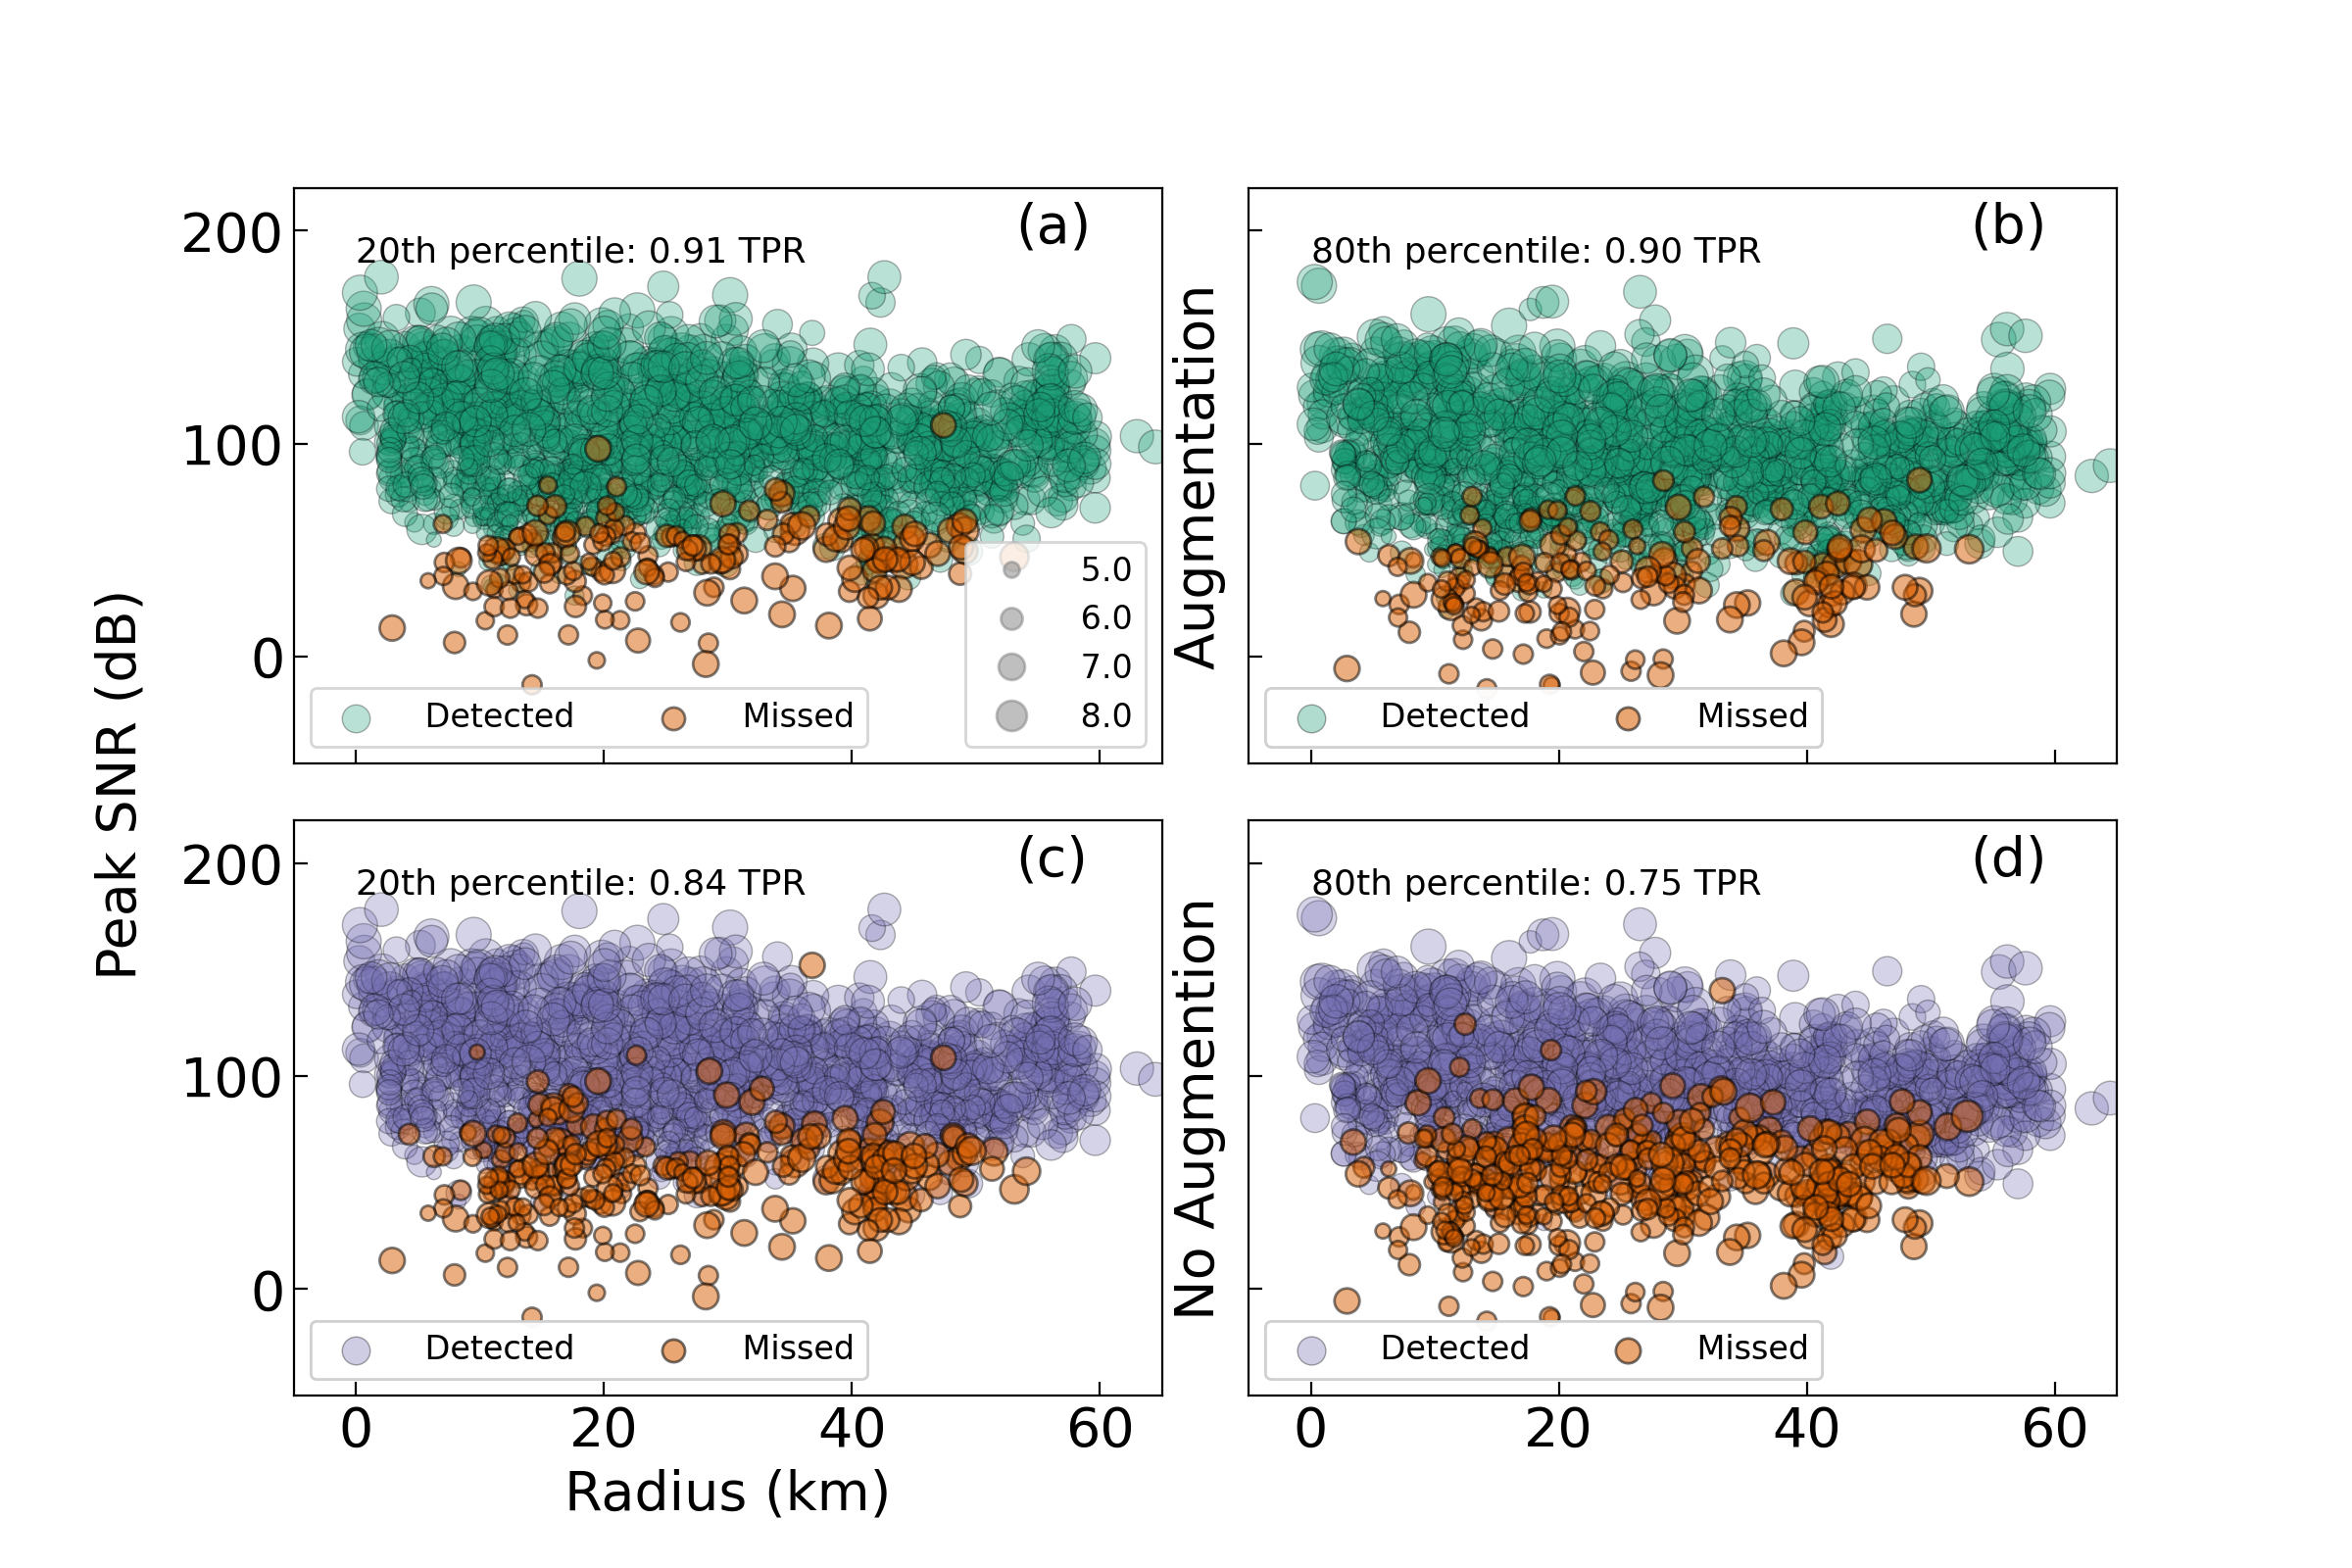 Peak SNR (dB)
200
100
0
20th percentile: 0.91 TPR
(a)
5.0
6.0
7.0
8.0
Detected
Missed
Augmentation
80th percentile: 0.90 TPR
(b)
Detected
Missed
200
100
0
20th percentile: 0.84 TPR
(c)
Detected
Missed
0
20
40
60
Radius (km)
No Augmentation
80th percentile: 0.75 TPR
(d)
Detected
Missed
0
20
40
60